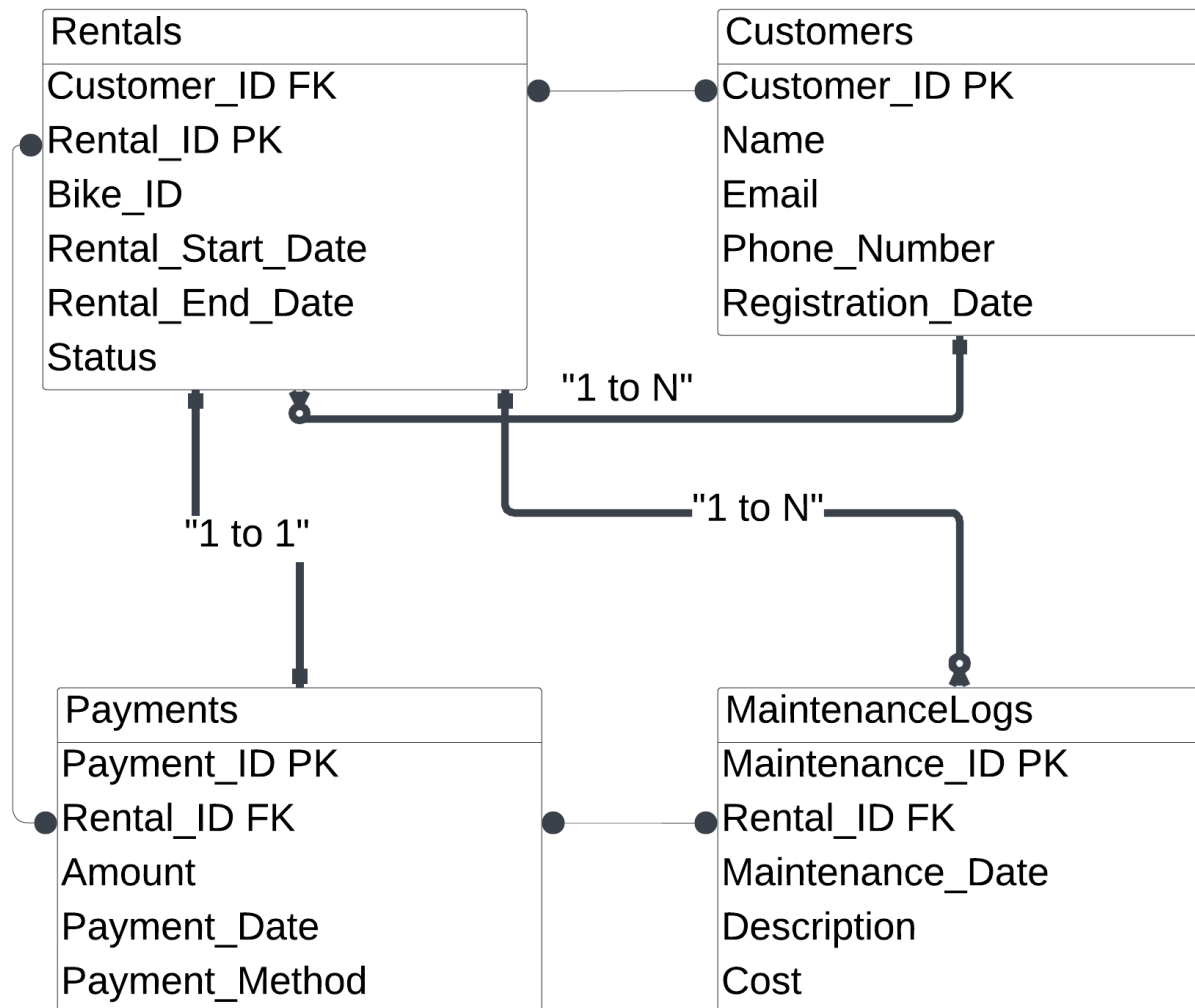 Rentals
Customer_ID FK
Rental_ID PK
Bike_ID
Rental_Start_Date
Rental_End_Date
Status
Customers
Customer_ID PK
Name
Email
Phone_Number
Registration_Date
"1 to N"
"1 to N"
"1 to 1"
Payments
Payment_ID PK
Rental_ID FK
Amount
Payment_Date
Payment_Method
MaintenanceLogs
Maintenance_ID PK
Rental_ID FK
Maintenance_Date
Description
Cost